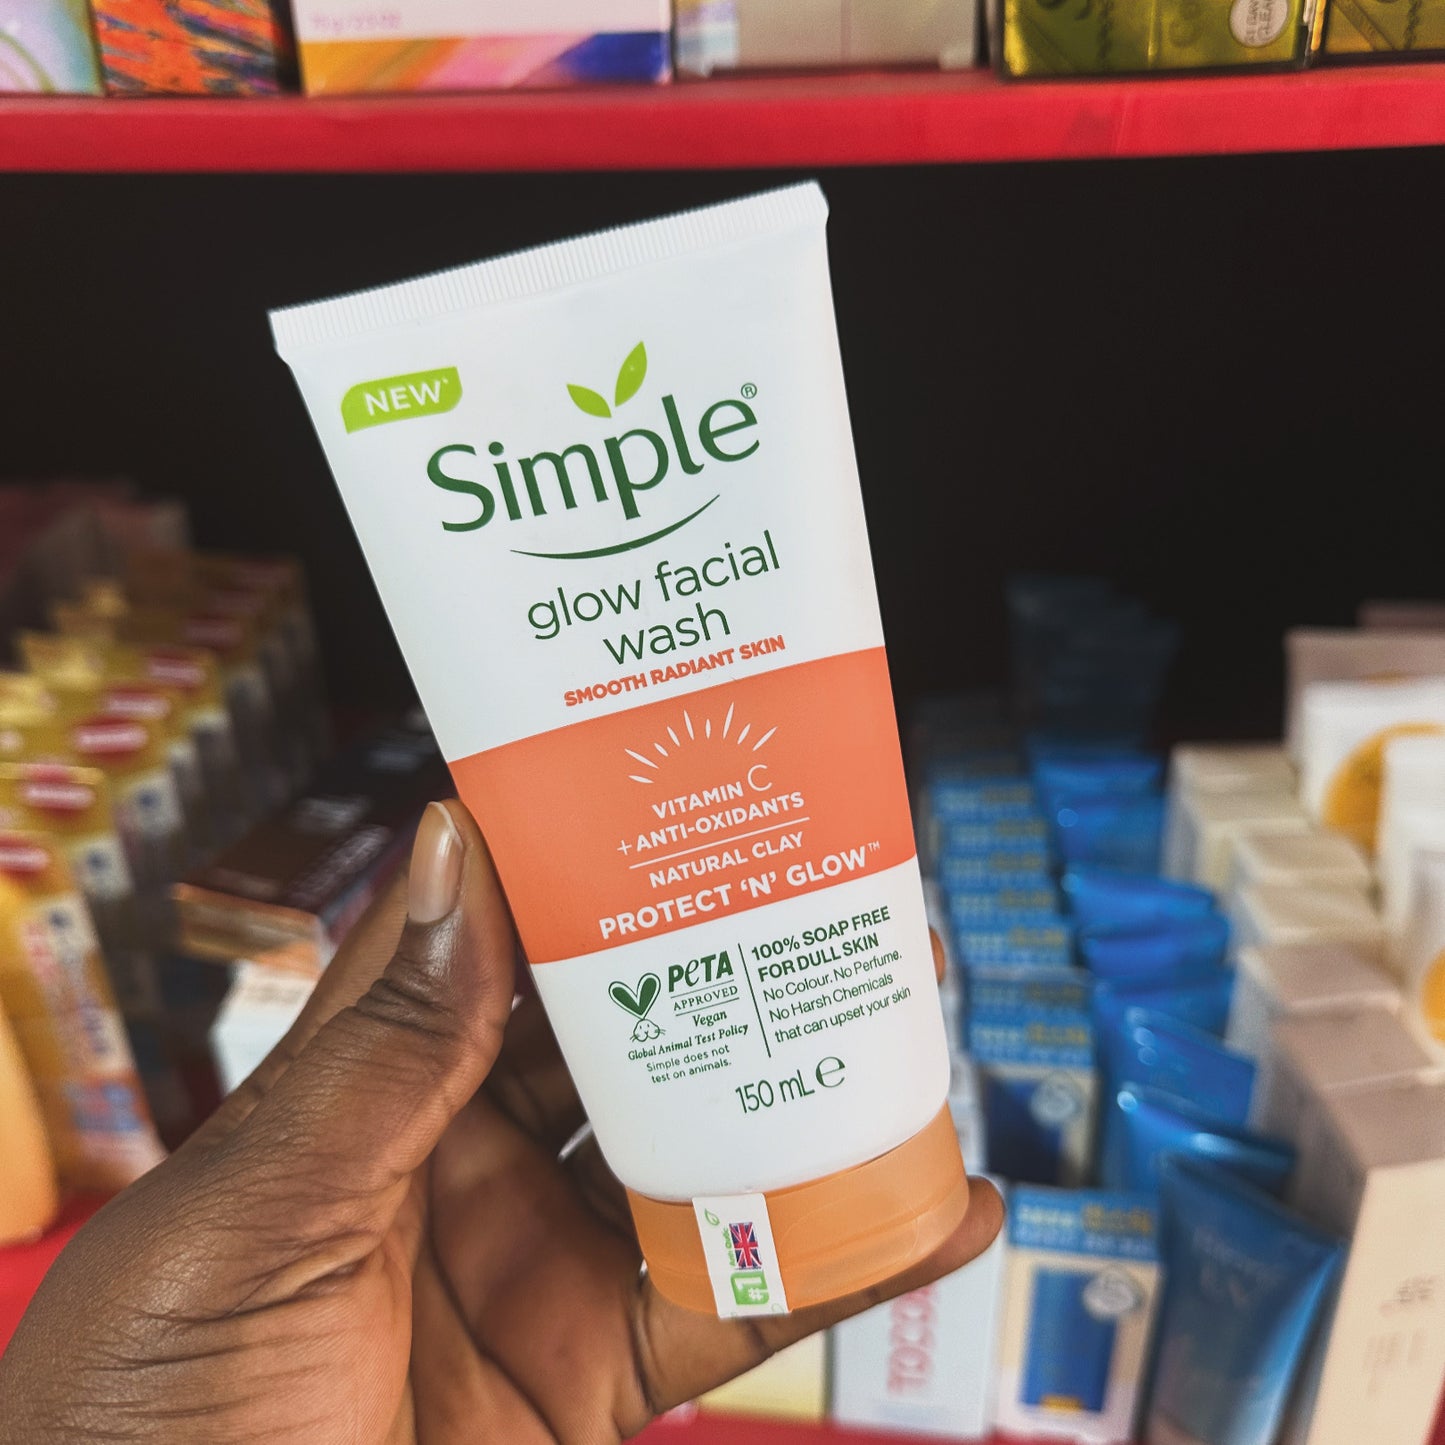 NEW*
Simple®
glow facial
wash
SMOOTH RADIANT SKIN
VITAMIN C
+ ANTI-OXIDANTS
NATURAL CLAY
PROTECT ‘N’ GLOW™
PeTA
APPROVED
Vegan
Global Animal Test Policy
Simple does not
test on animals.
100% SOAP FREE
FOR DULL SKIN
No Colour. No Perfume.
No Harsh Chemicals
that can upset your skin
150 mL ℮
#1